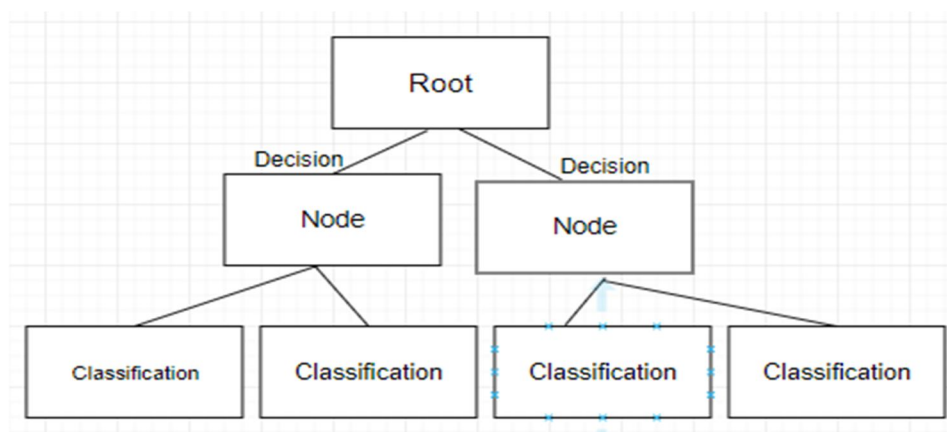 Root
Decision
Decision
Node
Node
Classification
Classification
Classification
Classification